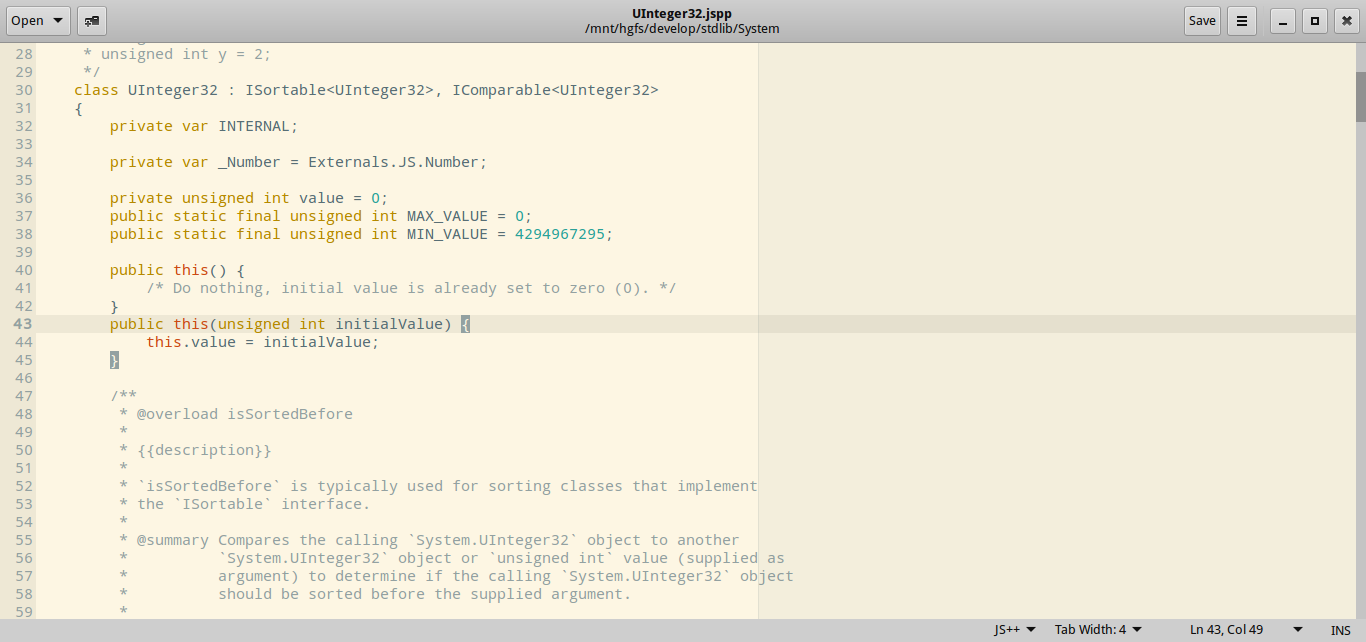 Open
UInteger32.jspp
/mnt/hgfs/develop/stdlib/System
Save
28      * unsigned int y = 2;
29      */
30     class UInteger32 : ISortable<UInteger32>, IComparable<UInteger32>
31     {
32         private var INTERNAL;
33
34         private var _Number = Externals.JS.Number;
35
36         private unsigned int value = 0;
37         public static final unsigned int MAX_VALUE = 0;
38         public static final unsigned int MIN_VALUE = 4294967295;
39
40         public this() {
41             /* Do nothing, initial value is already set to zero (0). */
42         }
43         public this(unsigned int initialValue) {
44             this.value = initialValue;
45         }
46
47         /**
48          * @overload isSortedBefore
49          *
50          * {{description}}
51          *
52          * `isSortedBefore` is typically used for sorting classes that implement
53          * the `ISortable` interface.
54          *
55          * @summary Compares the calling `System.UInteger32` object to another
56          *          `System.UInteger32` object or `unsigned int` value (supplied as
57          *          argument) to determine if the calling `System.UInteger32` object
58          *          should be sorted before the supplied argument.
59          *
JS++ Tab Width: 4 Ln 43, Col 49 INS